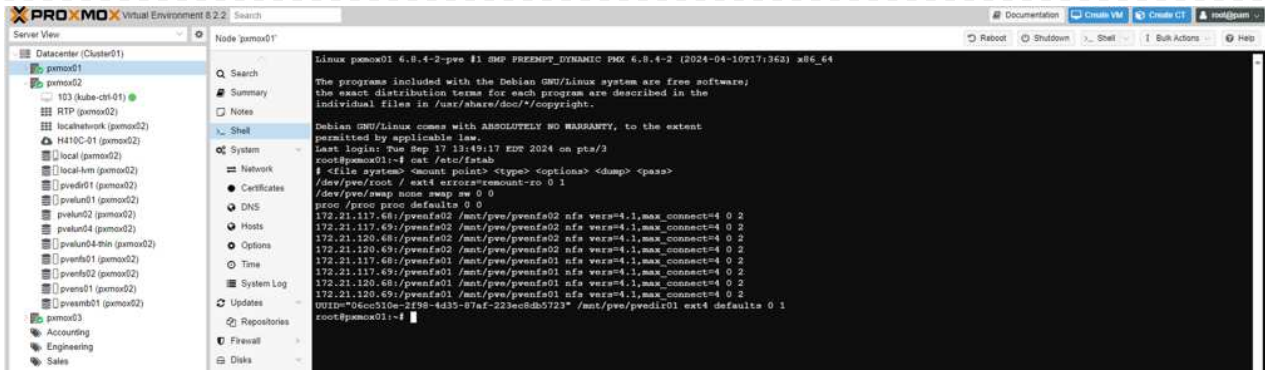 PROXMOX Virtual Environment 8.2.2 Search
Documentation Create VM Create CT root@pam
Server View
Datacenter (Cluster01)
pxmox01
pxmox02
103 (kube-ctrl-01)
RTP (pxmox02)
localnetwork (pxmox02)
H410C-01 (pxmox02)
local (pxmox02)
local-lvm (pxmox02)
pvedir01 (pxmox02)
pvelun01 (pxmox02)
pvelun02 (pxmox02)
pvelun04 (pxmox02)
pvelun04-thin (pxmox02)
pvenfs01 (pxmox02)
pvenfs02 (pxmox02)
pvens01 (pxmox02)
pvesmb01 (pxmox02)
pxmox03
Accounting
Engineering
Sales
Node 'pxmox01'
Reboot Shutdown Shell Bulk Actions Help
Search
Summary
Notes
Shell
System
Network
Certificates
DNS
Hosts
Options
Time
System Log
Updates
Repositories
Firewall
Disks
Linux pxmox01 6.8.4-2-pve #1 SMP PREEMPT_DYNAMIC PMX 6.8.4-2 (2024-04-10T17:36Z) x86_64
The programs included with the Debian GNU/Linux system are free software;
the exact distribution terms for each program are described in the
individual files in /usr/share/doc/*/copyright.
Debian GNU/Linux comes with ABSOLUTELY NO WARRANTY, to the extent
permitted by applicable law.
Last login: Tue Sep 17 13:49:17 EDT 2024 on pts/3
root@pxmox01:~# cat /etc/fstab
# <file system> <mount point> <type> <options> <dump> <pass>
/dev/pve/root / ext4 errors=remount-ro 0 1
/dev/pve/swap none swap sw 0 0
proc /proc proc defaults 0 0
172.21.117.68:/pvenfs02 /mnt/pve/pvenfs02 nfs vers=4.1,max_connect=4 0 2
172.21.117.69:/pvenfs02 /mnt/pve/pvenfs02 nfs vers=4.1,max_connect=4 0 2
172.21.120.68:/pvenfs02 /mnt/pve/pvenfs02 nfs vers=4.1,max_connect=4 0 2
172.21.120.69:/pvenfs02 /mnt/pve/pvenfs02 nfs vers=4.1,max_connect=4 0 2
172.21.117.68:/pvenfs01 /mnt/pve/pvenfs01 nfs vers=4.1,max_connect=4 0 2
172.21.117.69:/pvenfs01 /mnt/pve/pvenfs01 nfs vers=4.1,max_connect=4 0 2
172.21.120.68:/pvenfs01 /mnt/pve/pvenfs01 nfs vers=4.1,max_connect=4 0 2
172.21.120.69:/pvenfs01 /mnt/pve/pvenfs01 nfs vers=4.1,max_connect=4 0 2
UUID="06cc510e-2f98-4d35-87af-223ec8db5723" /mnt/pve/pvedir01 ext4 defaults 0 1
root@pxmox01:~#